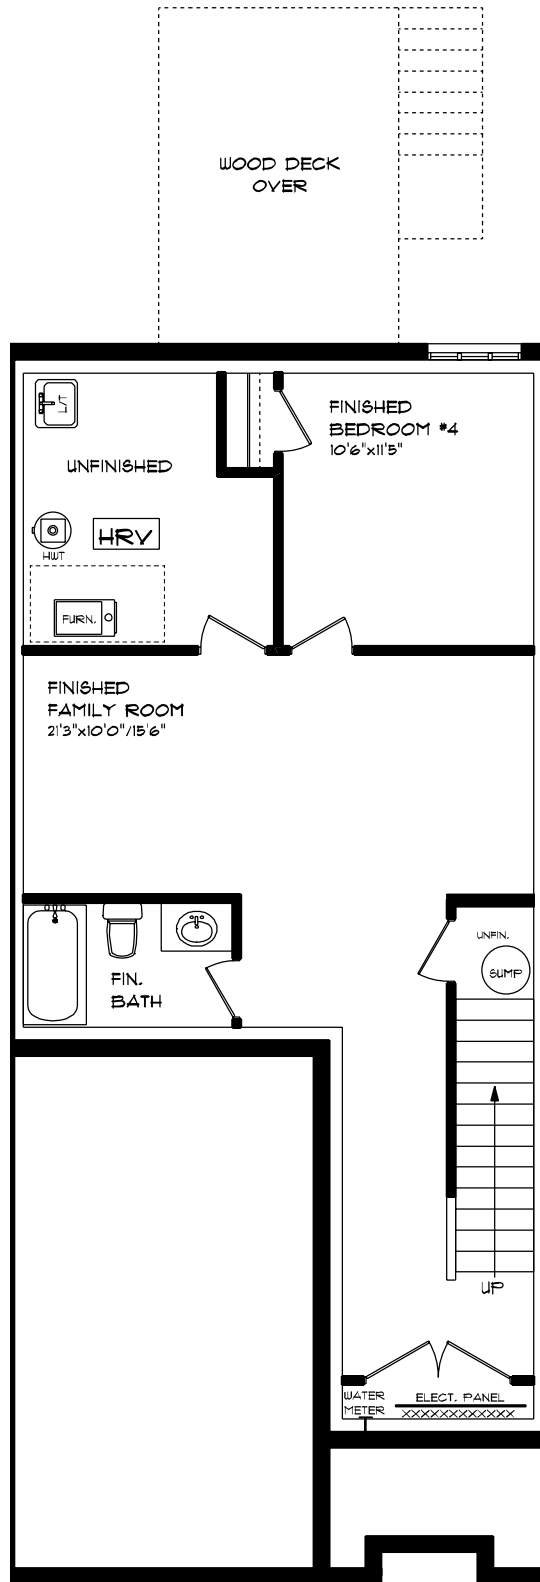 WOOD DECK
OVER
L/T
FINISHED
BEDROOM #4
10'6"x11'5"
UNFINISHED
HRV
HWT
FURN.
FINISHED
FAMILY ROOM
21'3"x10'0"/15'6"
UNFIN.
SUMP
FIN.
BATH
UP
WATER
METER
ELECT. PANEL
XXXXXXXXXXXX